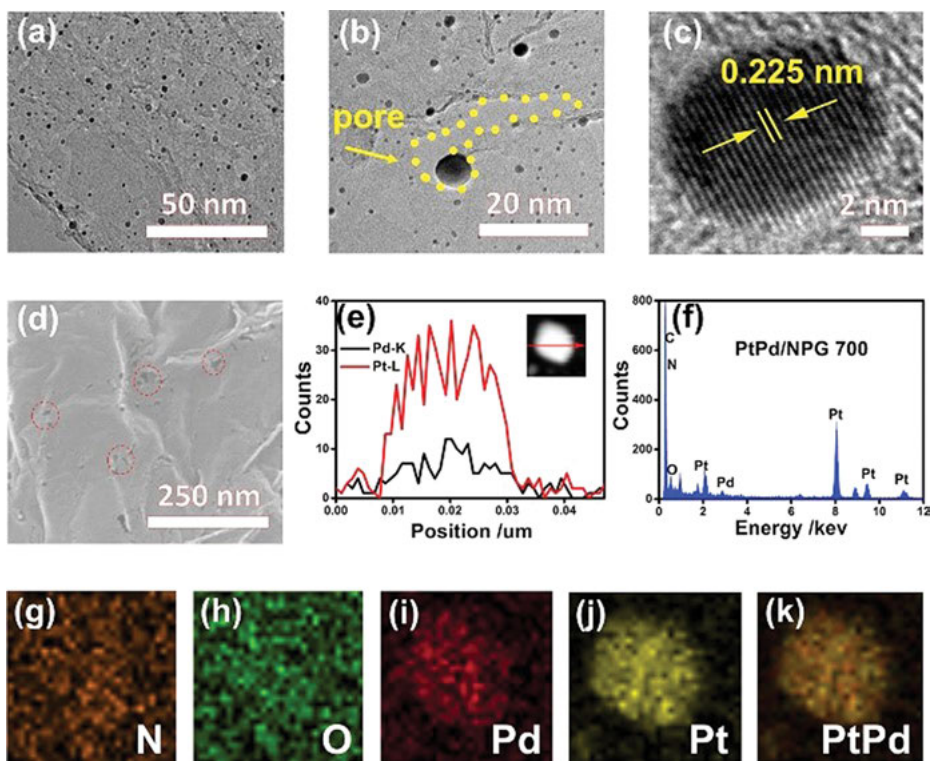 (a)
50 nm
(b)
pore
20 nm
(c)
0.225 nm
2 nm
(d)
250 nm
(e)
40
30
20
10
0
Counts
Pd-K
Pt-L
0.00 0.01 0.02 0.03 0.04
Position /um
(f)
800
600
400
200
0
Counts
PtPd/NPG 700
C
N
O
Pt
Pd
Pt
Pt
Pt
0 2 4 6 8 10 12
Energy /kev
(g)
N
(h)
O
(i)
Pd
(j)
Pt
(k)
PtPd